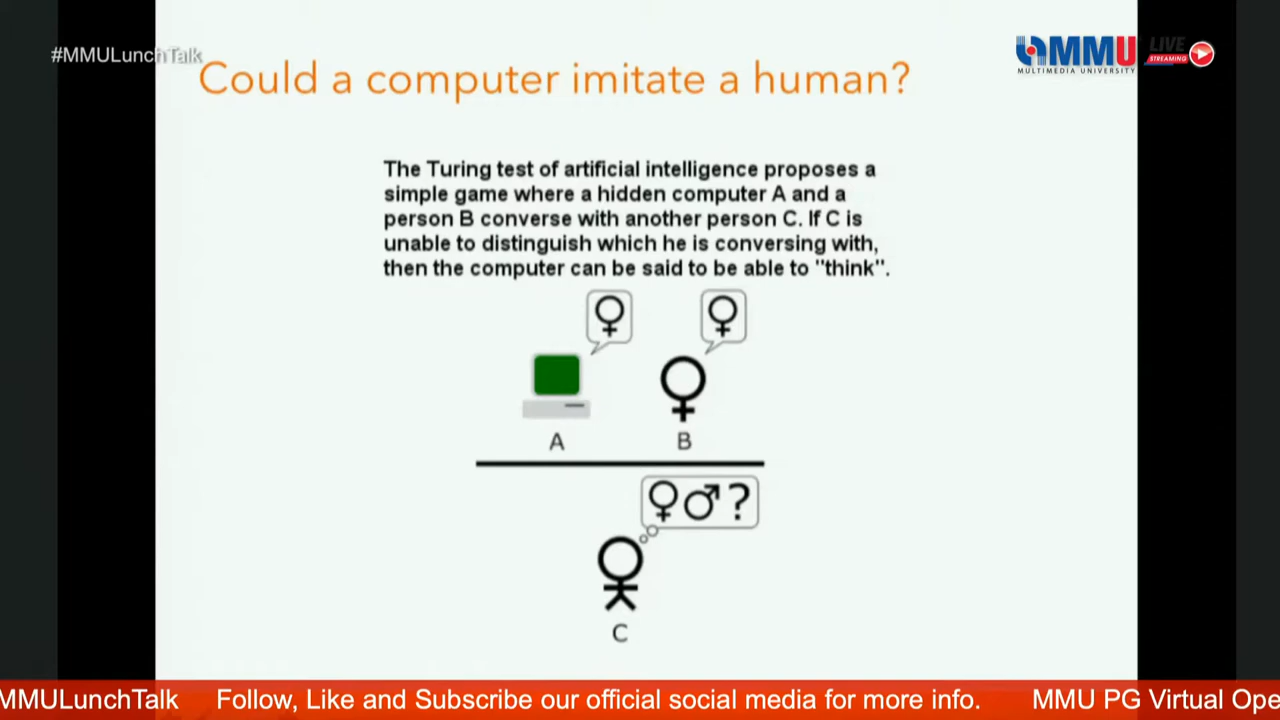 #MMULunchTalk
MMU
MULTIMEDIA UNIVERSITY
LIVE
STREAMING
Could a computer imitate a human?
The Turing test of artificial intelligence proposes a
simple game where a hidden computer A and a
person B converse with another person C. If C is
unable to distinguish which he is conversing with,
then the computer can be said to be able to "think".
♀ ♀
A B
♀♂?
C
MMULunchTalk Follow, Like and Subscribe our official social media for more info. MMU PG Virtual Ope